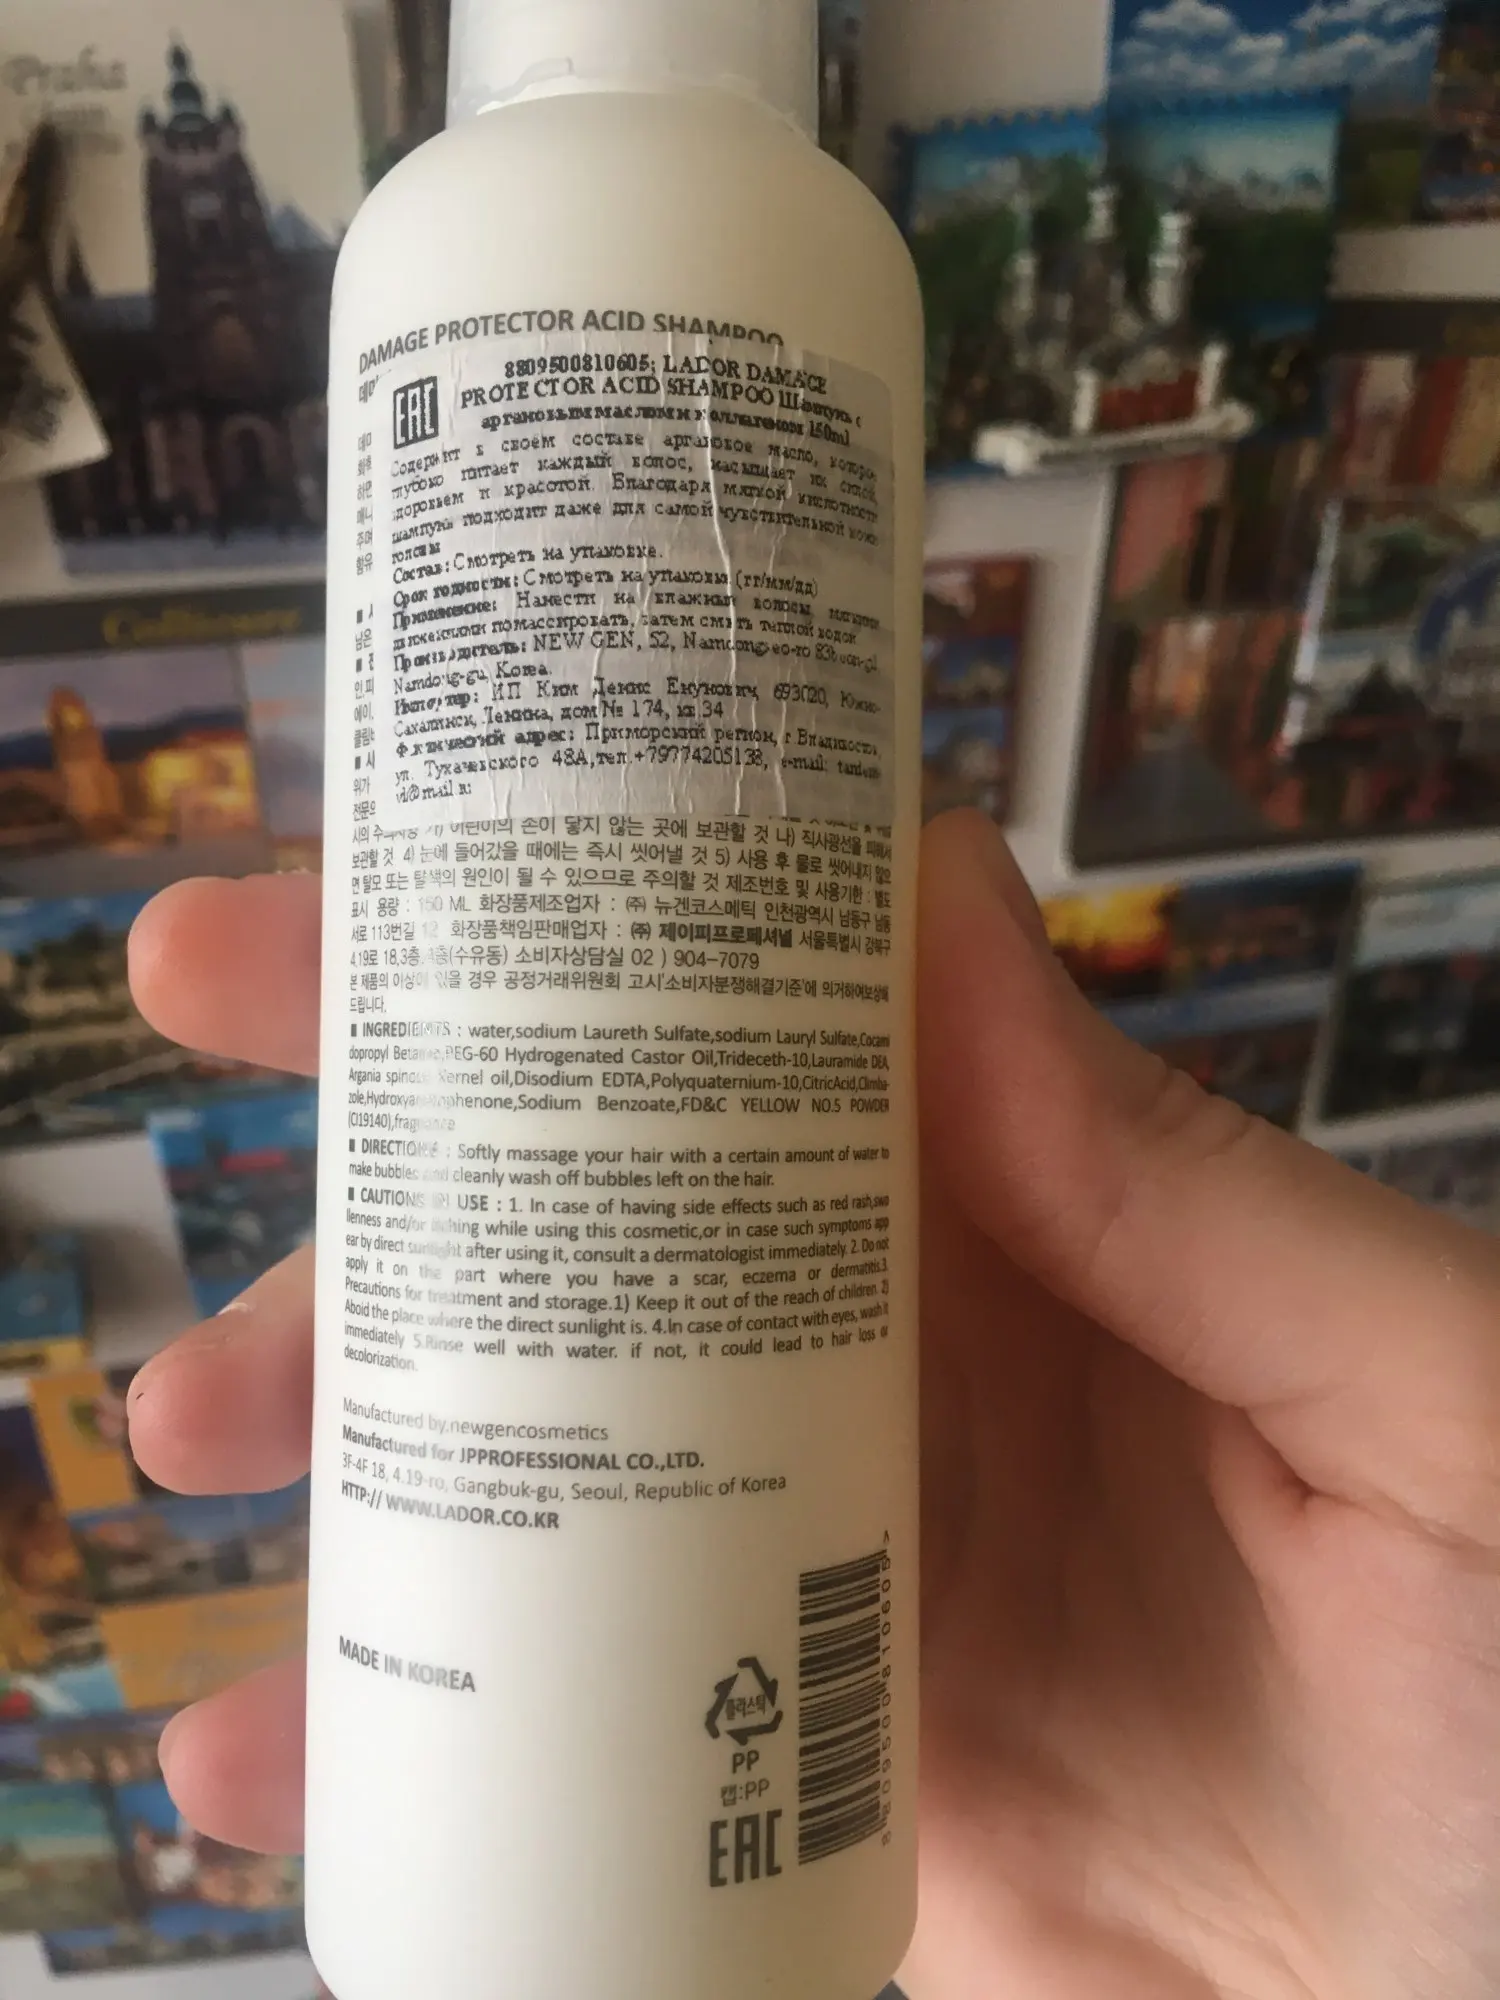 Praha
DAMAGE PROTECTOR ACID SHAMPOO
8809500810605; LADOR DAMAGE
PROTECTOR ACID SHAMPOO Шампунь с
аргановым маслом и коллагеном 150ml
EAC
Содержит в своём составе аргановое масло, которое
глубоко питает каждый волос, насыщает их силой,
здоровьем и красотой. Благодаря мягкой кислотности
шампунь подходит даже для самой чувствительной кожи
головы
Состав: Смотреть на упаковке.
Срок годности: Смотреть на упаковке (гг/мм/дд)
Применение: Нанести на влажные волосы, мягкими
движениями помассировать, затем смыть теплой водой
Производитель: NEW GEN, 52, Namdongseo-ro
Namdong-gu, Korea.
Импортер: ИП Ким Денис Енунович, 693020, Южно-
Сахалинск, Ленина, дом № 174, кв 34
Фактический адрес: Приморский регион, г Владивосток,
ул. Тухачевского 48А, тел.+79774205138, e-mail:
vl@mail.ru
어린이의 손이 닿지 않는 곳에 보관할 것 나) 직사광선을 피해서
보관할 것 4) 눈에 들어갔을 때에는 즉시 씻어낼 것 5) 사용 후 물로 씻어내지 않으
면 탈모 또는 탈색의 원인이 될 수 있으므로 주의할 것 제조번호 및 사용기한 : 별도
표시 용량 : 150 ML 화장품제조업자 : ㈜ 뉴겐코스메틱 인천광역시 남동구 남동
서로 113번길 12 화장품책임판매업자 : ㈜ 제이피프로페셔널 서울특별시 강북구
4.19로 18,3층,4층(수유동) 소비자상담실 02 ) 904-7079
본 제품의 이상이 있을 경우 공정거래위원회 고시'소비자분쟁해결기준'에 의거하여보상해
드립니다.
INGREDIENTS : water,sodium Laureth Sulfate,sodium Lauryl Sulfate,Cocami
dopropyl Betaine,PEG-60 Hydrogenated Castor Oil,Trideceth-10,Lauramide DEA,
Argania spinosa Kernel oil,Disodium EDTA,Polyquaternium-10,CitricAcid,Climba-
zole,Hydroxyacetophenone,Sodium Benzoate,FD&C YELLOW NO.5 POWDER
(CI19140),fragrance
DIRECTIONS : Softly massage your hair with a certain amount of water to
make bubbles and cleanly wash off bubbles left on the hair.
CAUTIONS IN USE : 1. In case of having side effects such as red rash,swo
llenness and/or itching while using this cosmetic,or in case such symptoms app
ear by direct sunlight after using it, consult a dermatologist immediately. 2. Do not
apply it on the part where you have a scar, eczema or dermatitis.3.
Precautions for treatment and storage.1) Keep it out of the reach of children. 2)
Aboid the place where the direct sunlight is. 4.In case of contact with eyes, wash it
immediately 5.Rinse well with water. if not, it could lead to hair loss or
decolorization.
Manufactured by.newgencosmetics
Manufactured for JPPROFESSIONAL CO.,LTD.
3F-4F 18, 4.19-ro, Gangbuk-gu, Seoul, Republic of Korea
HTTP:// WWW.LADOR.CO.KR
MADE IN KOREA
플라스틱
PP
캡:PP
EAC
8 809500 810605 >